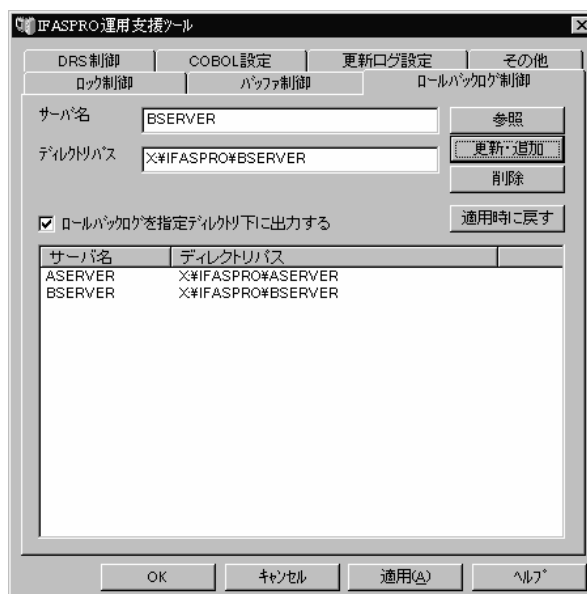 IFASPRO運用支援ツール
DRS制御 COBOL設定 更新ログ設定 その他
ロック制御 バッファ制御 ロールバックログ制御
サーバ名 BSERVER 参照
ディレクトリパス X:¥IFASPRO¥BSERVER 更新・追加
削除
ロールバックログを指定ディレクトリ下に出力する 適用時に戻す
サーバ名 ディレクトリパス
ASERVER X:¥IFASPRO¥ASERVER
BSERVER X:¥IFASPRO¥BSERVER
OK キャンセル 適用(A) ヘルプ